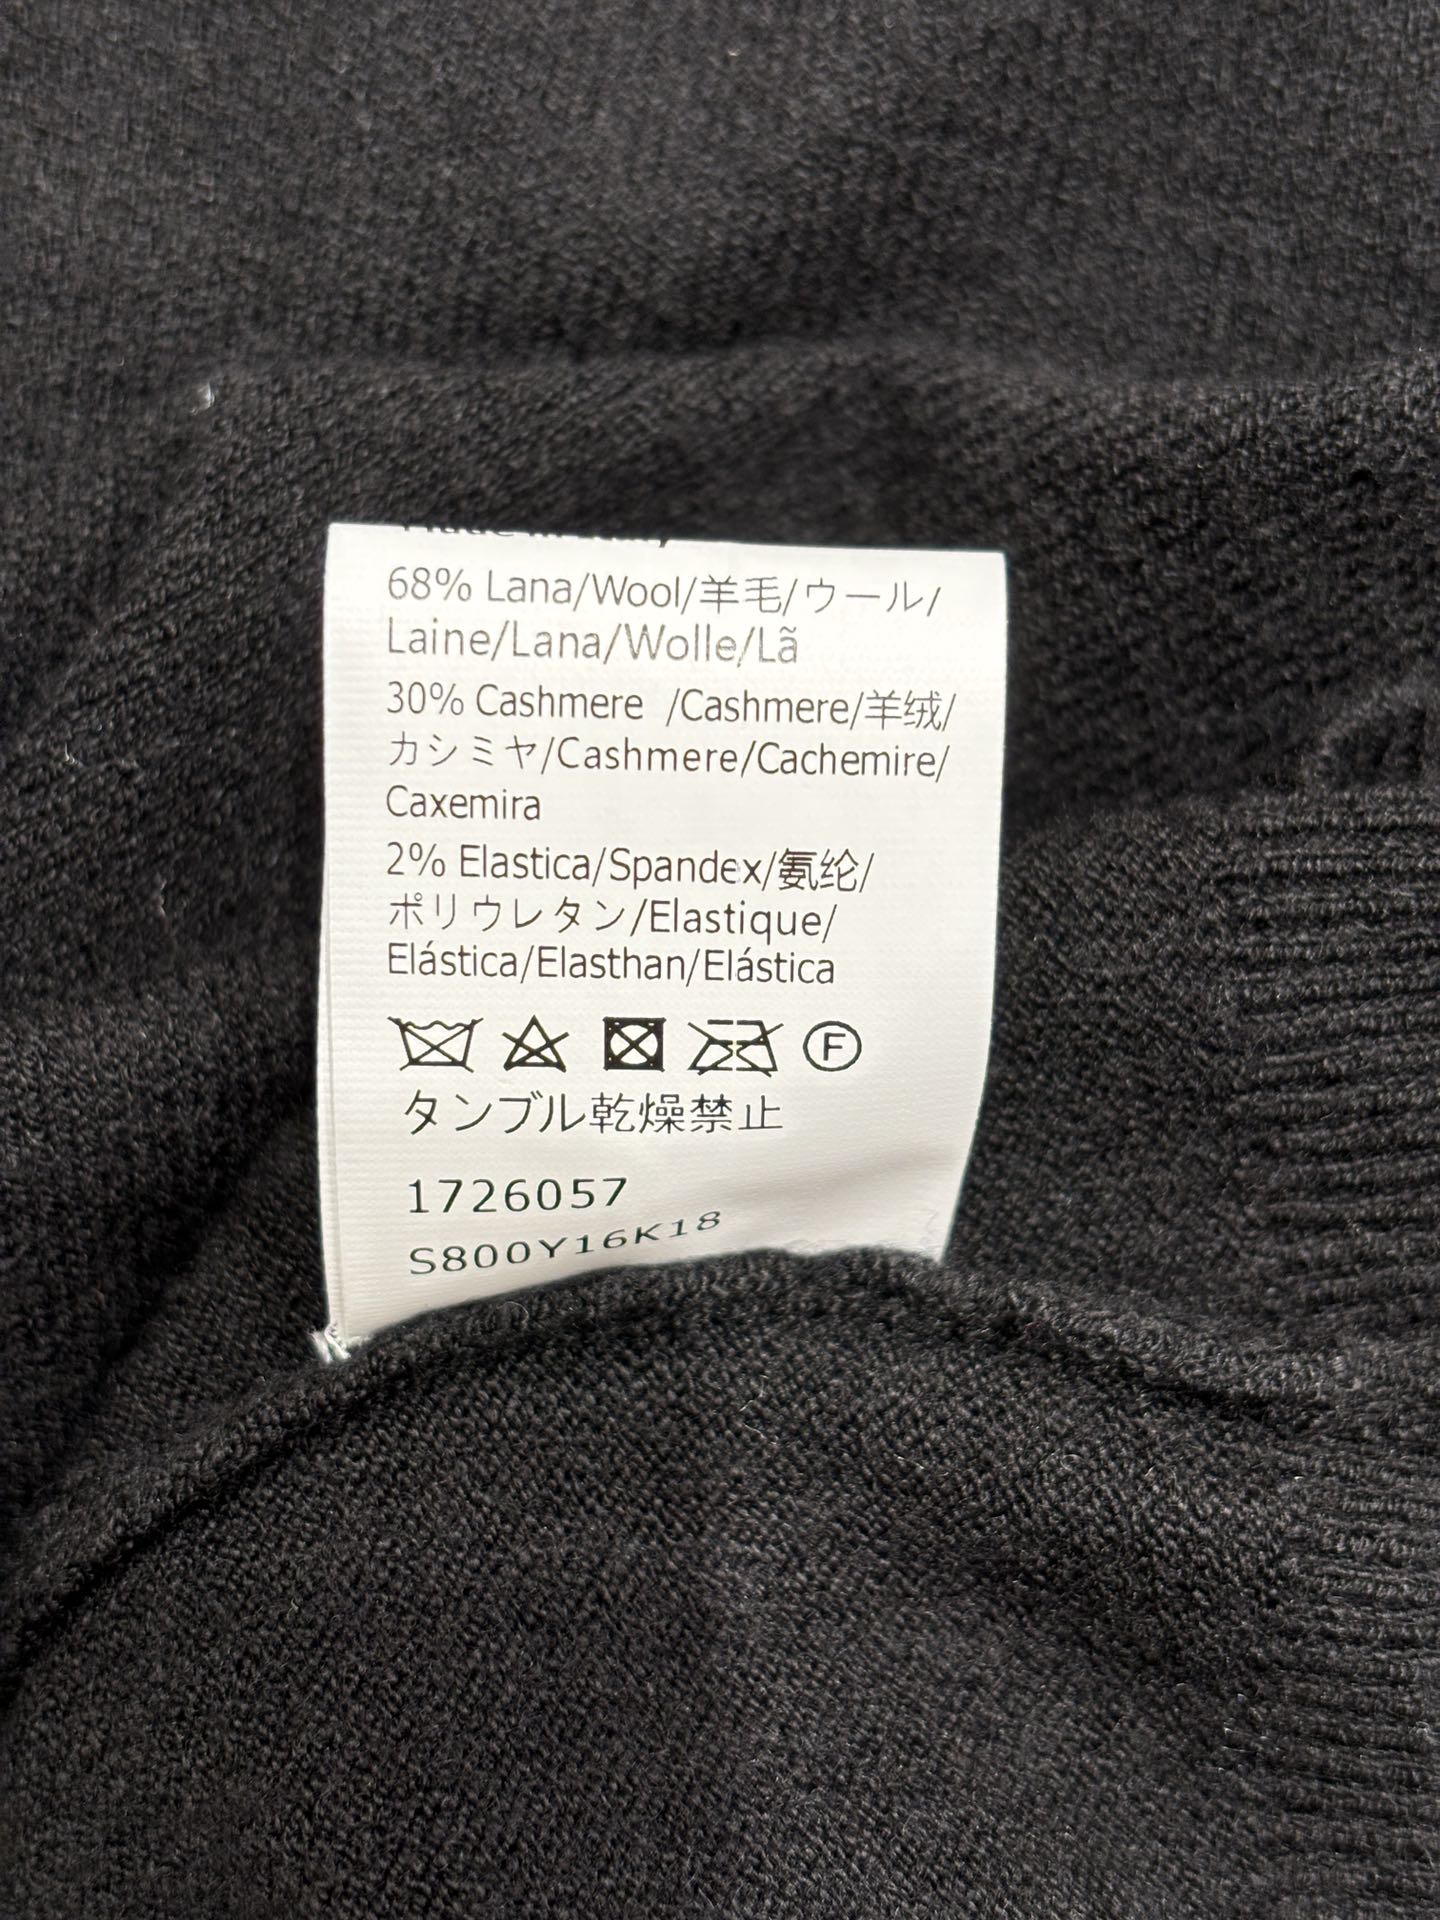 68% Lana/Wool/羊毛/ウール/
Laine/Lana/Wolle/Lã
30% Cashmere /Cashmere/羊绒/
カシミヤ/Cashmere/Cachemire/
Caxemira
2% Elastica/Spandex/氨纶/
ポリウレタン/Elastique/
Elástica/Elasthan/Elástica
F
タンブル乾燥禁止
1726057
S800Y16K18